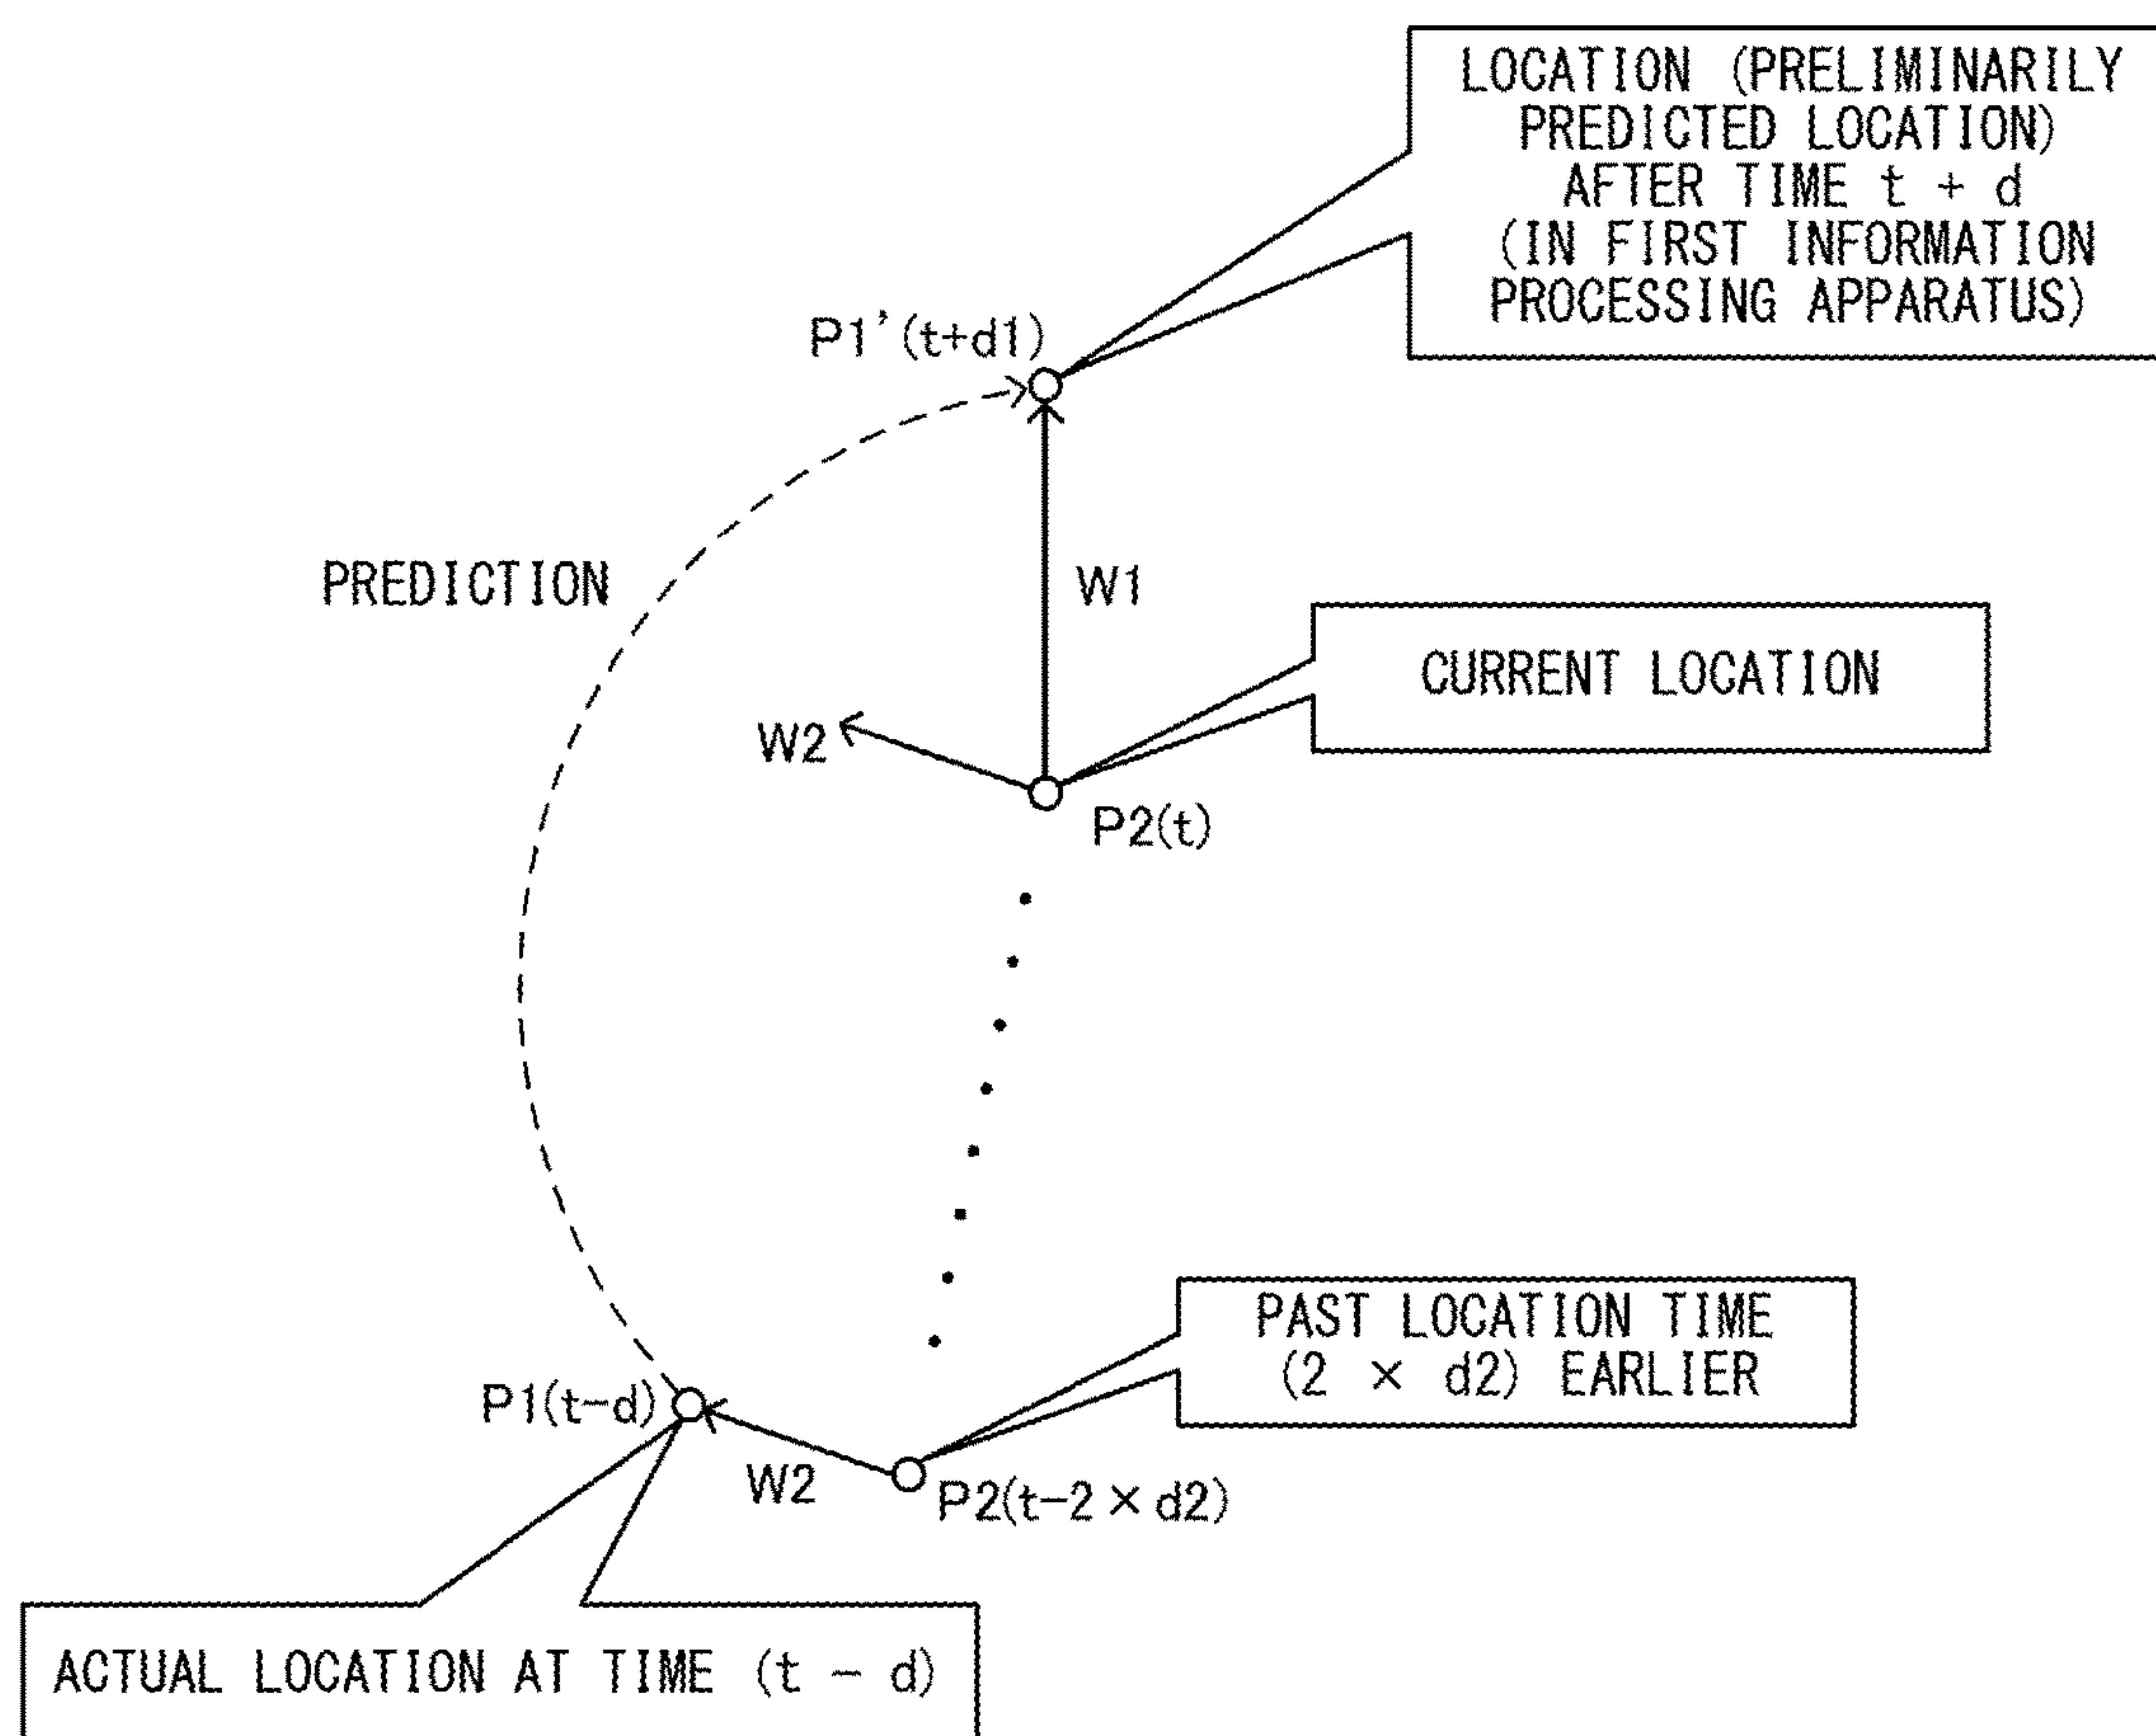 LOCATION (PRELIMINARILY
PREDICTED LOCATION)
AFTER TIME t + d
(IN FIRST INFORMATION
PROCESSING APPARATUS)
P1'(t+d1)
PREDICTION
W1
CURRENT LOCATION
W2
P2(t)
PAST LOCATION TIME
(2 × d2) EARLIER
P1(t-d)
W2
P2(t-2 × d2)
ACTUAL LOCATION AT TIME (t - d)